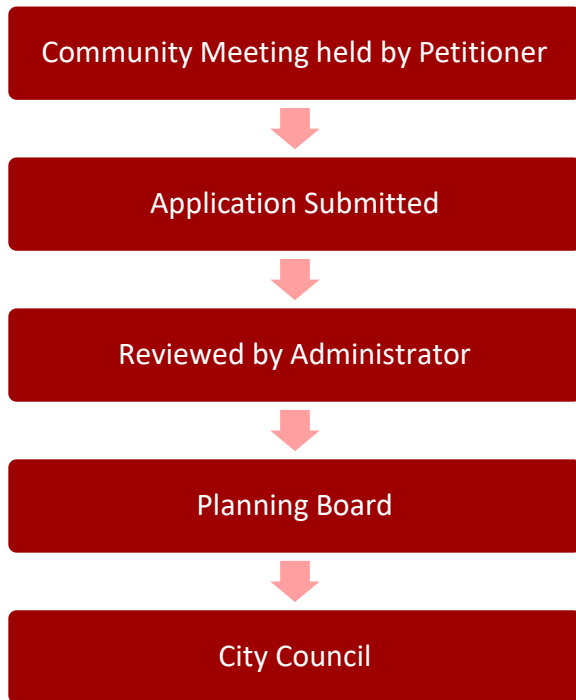 Community Meeting held by Petitioner
Application Submitted
Reviewed by Administrator
Planning Board
City Council